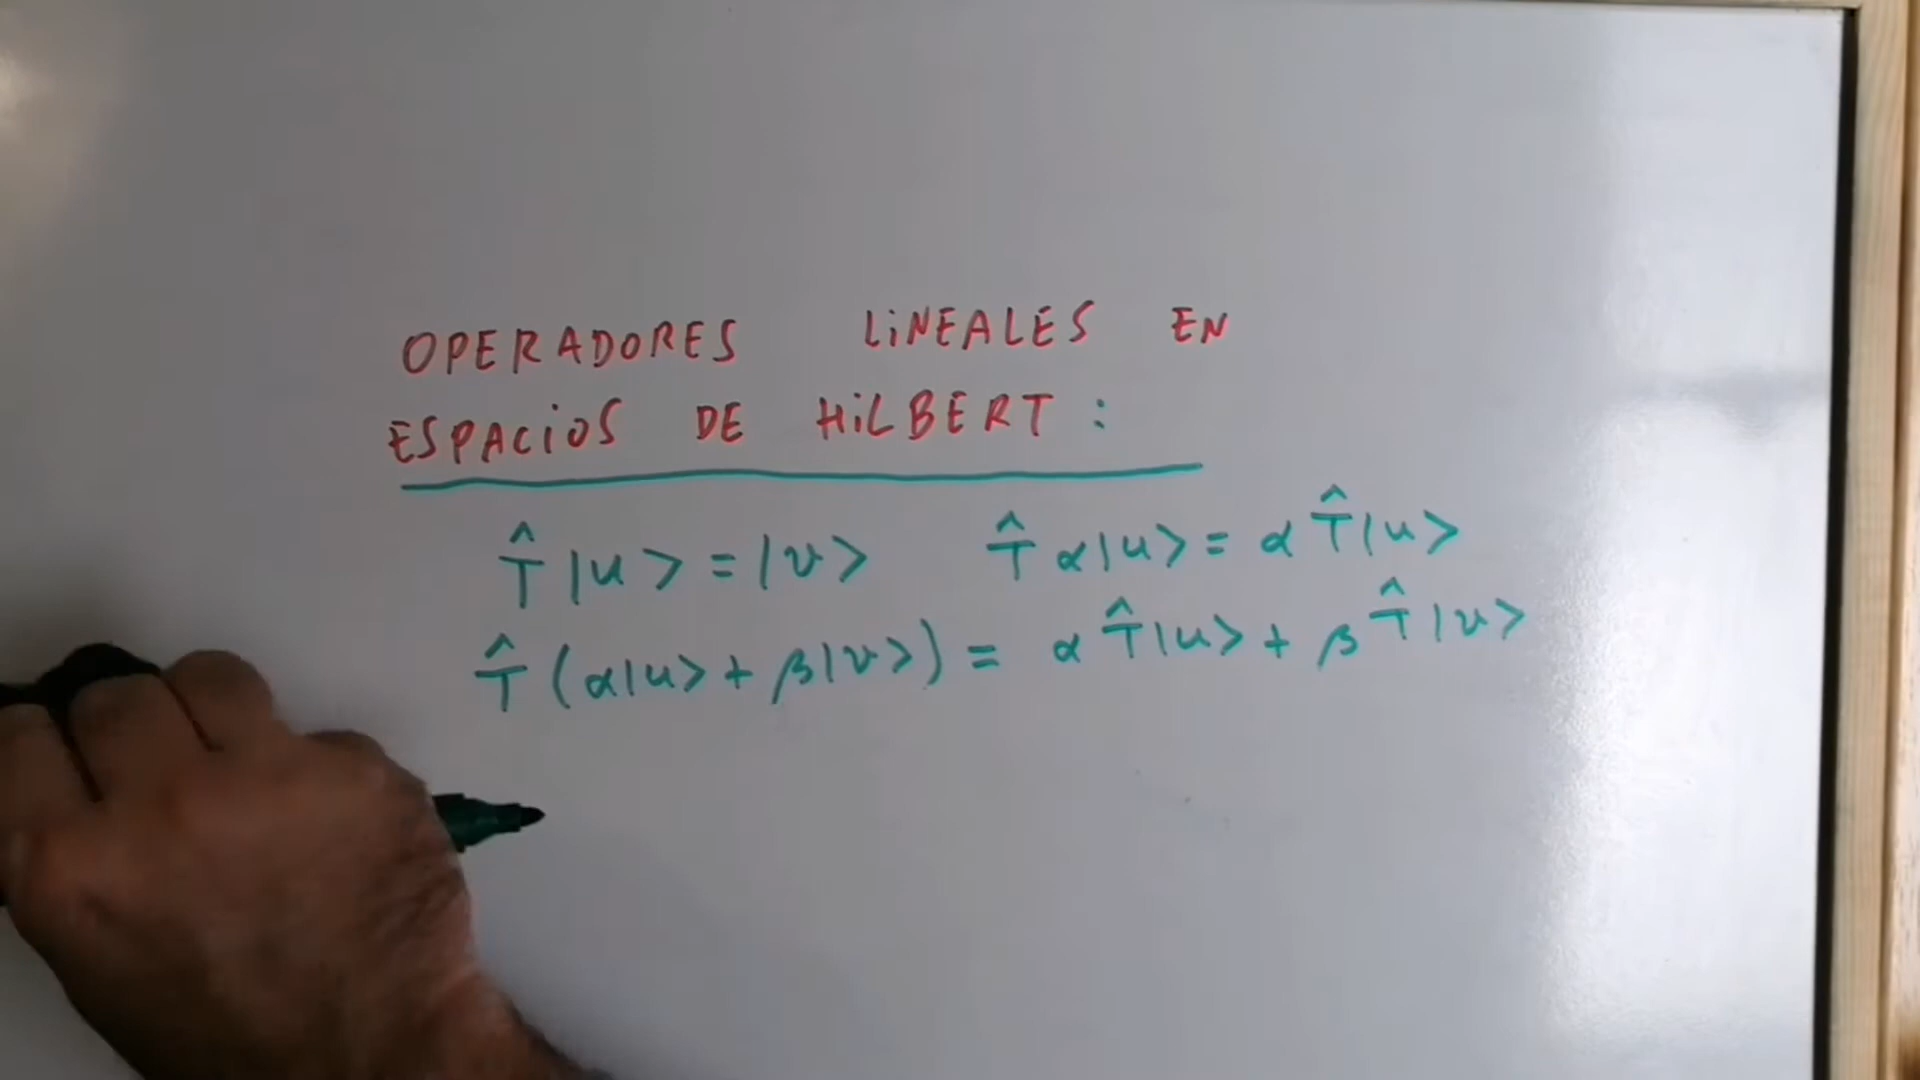 OPERADORES LiNEALES EN
ESPACiOS DE HiLBERT:
T̂|u> = |v> T̂α|u> = αT̂|u>
T̂(α|u> + β|v>) = αT̂|u> + βT̂|v>